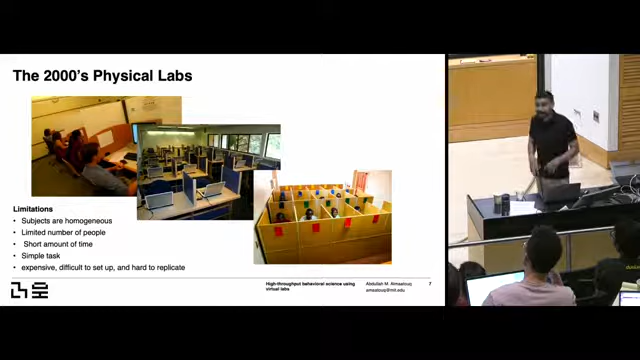 The 2000's Physical Labs
Limitations
• Subjects are homogeneous
• Limited number of people
• Short amount of time
• Simple task
• expensive, difficult to set up, and hard to replicate
High-throughput behavioral science using
virtual labs
Abdullah M. Almaatouq
amaatouq@mit.edu
7